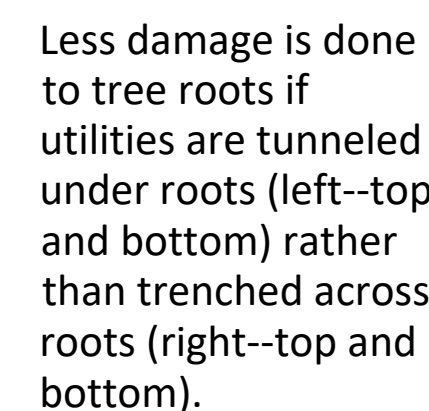 Less damage is done
to tree roots if
utilities are tunneled
under roots (left--top
and bottom) rather
than trenched across
roots (right--top and
bottom).